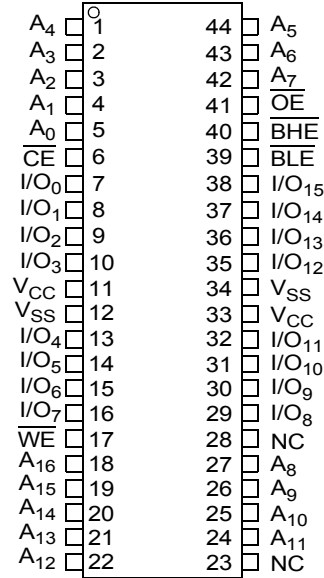 A4 1 44 A5
A3 2 43 A6
A2 3 42 A7
A1 4 41 OE
A0 5 40 BHE
CE 6 39 BLE
I/O0 7 38 I/O15
I/O1 8 37 I/O14
I/O2 9 36 I/O13
I/O3 10 35 I/O12
VCC 11 34 VSS
VSS 12 33 VCC
I/O4 13 32 I/O11
I/O5 14 31 I/O10
I/O6 15 30 I/O9
I/O7 16 29 I/O8
WE 17 28 NC
A16 18 27 A8
A15 19 26 A9
A14 20 25 A10
A13 21 24 A11
A12 22 23 NC